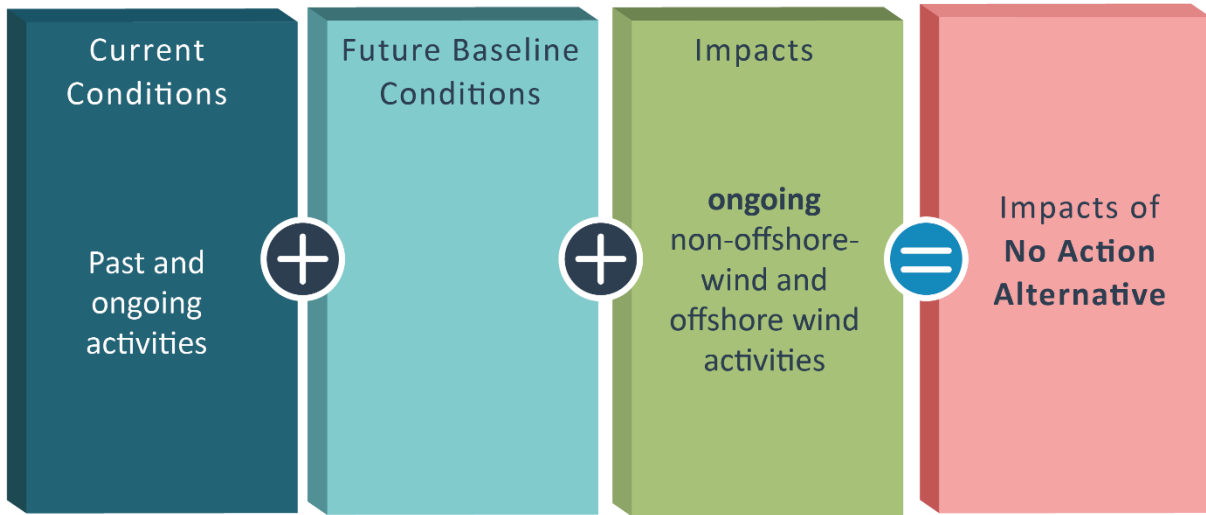 Current
Conditions
Past and
ongoing
activities
Future Baseline
Conditions
Impacts
ongoing
non-offshore-
wind and
offshore wind
activities
Impacts of
No Action
Alternative